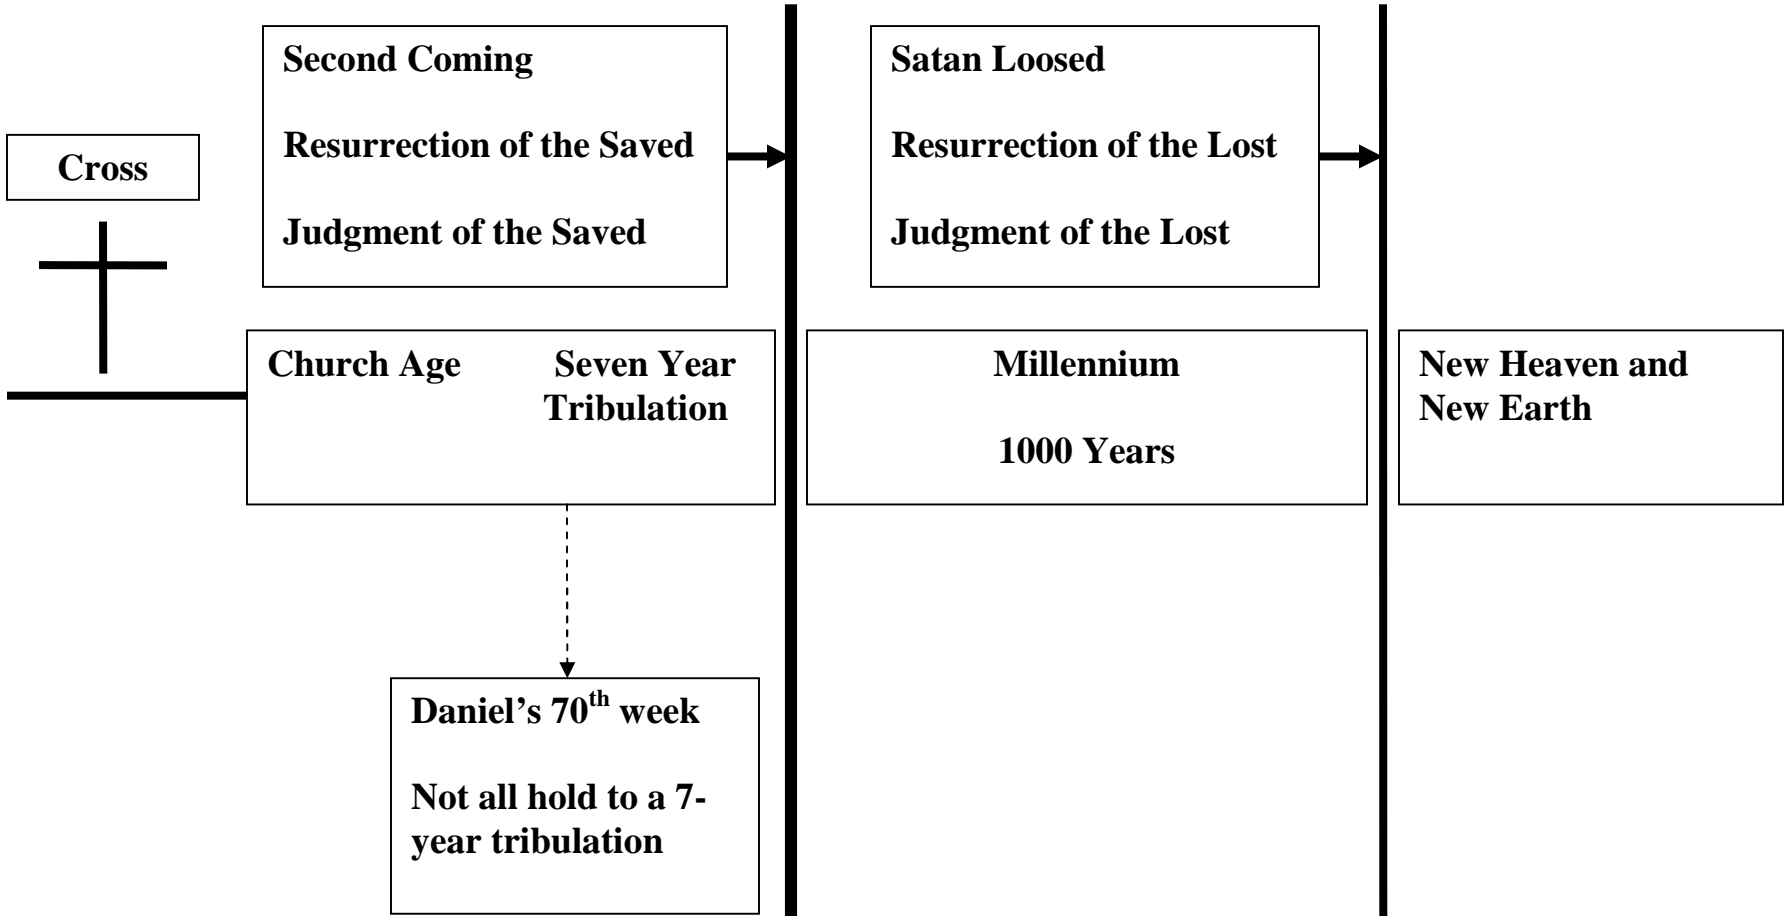 Cross
Second Coming
Resurrection of the Saved
Judgment of the Saved
Satan Loosed
Resurrection of the Lost
Judgment of the Lost
Church Age
Seven Year
Tribulation
Millennium
1000 Years
New Heaven and
New Earth
Daniel’s 70th week
Not all hold to a 7-
year tribulation